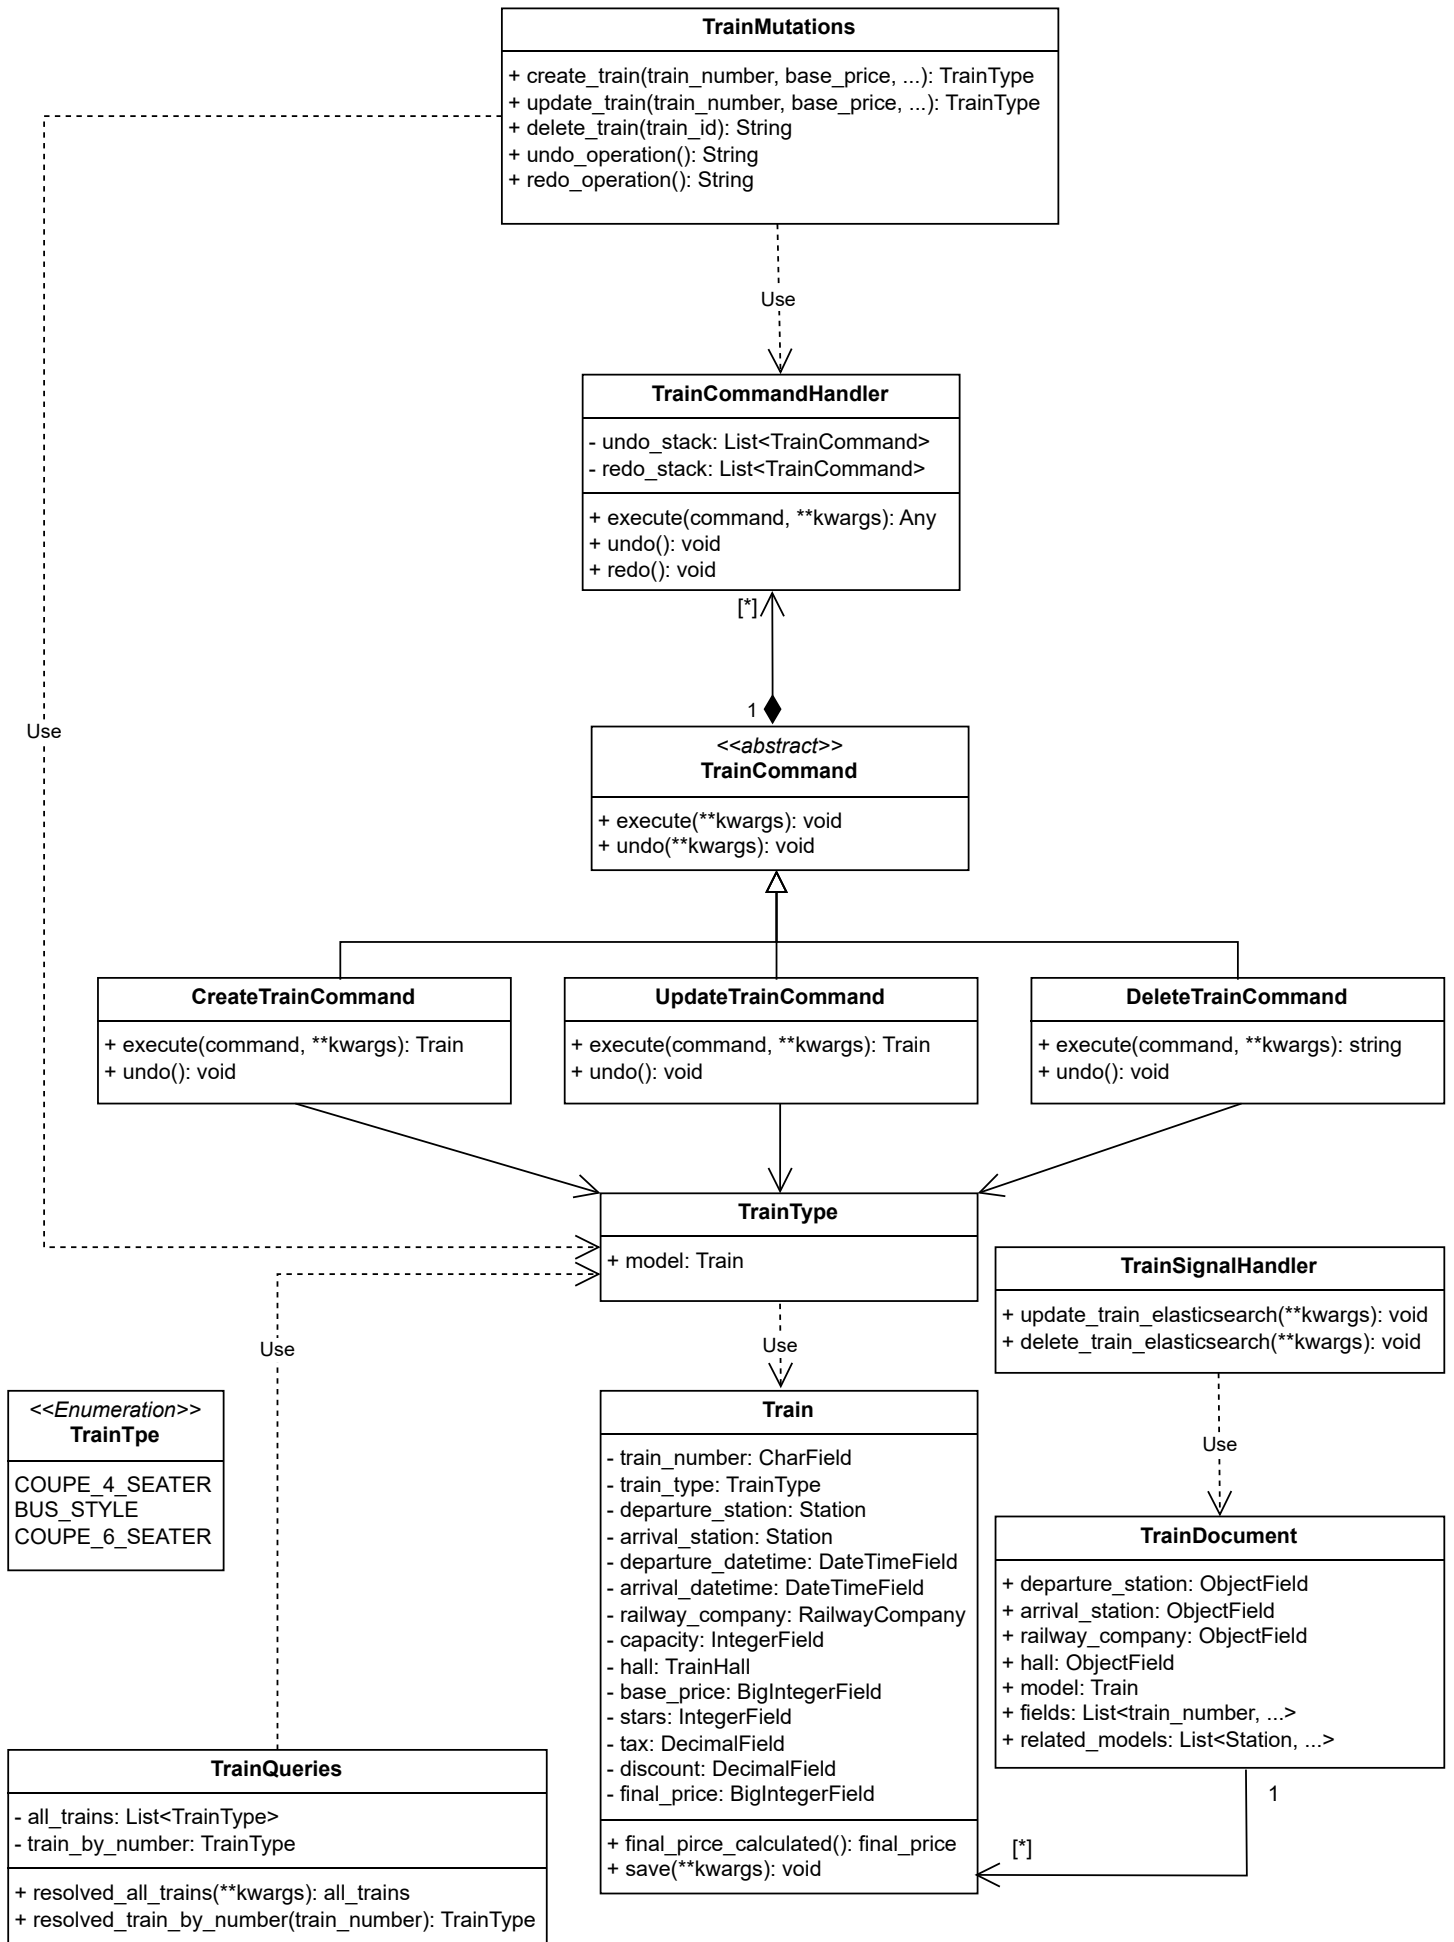 TrainMutations
+ create_train(train_number, base_price, ...): TrainType
+ update_train(train_number, base_price, ...): TrainType
+ delete_train(train_id): String
+ undo_operation(): String
+ redo_operation(): String
Use
TrainCommandHandler
- undo_stack: List<TrainCommand>
- redo_stack: List<TrainCommand>
+ execute(command, **kwargs): Any
+ undo(): void
+ redo(): void
[*]
1
Use
<<abstract>>
TrainCommand
+ execute(**kwargs): void
+ undo(**kwargs): void
CreateTrainCommand
+ execute(command, **kwargs): Train
+ undo(): void
UpdateTrainCommand
+ execute(command, **kwargs): Train
+ undo(): void
DeleteTrainCommand
+ execute(command, **kwargs): string
+ undo(): void
TrainType
+ model: Train
TrainSignalHandler
+ update_train_elasticsearch(**kwargs): void
+ delete_train_elasticsearch(**kwargs): void
Use
Use
Use
<<Enumeration>>
TrainTpe
COUPE_4_SEATER
BUS_STYLE
COUPE_6_SEATER
Train
- train_number: CharField
- train_type: TrainType
- departure_station: Station
- arrival_station: Station
- departure_datetime: DateTimeField
- arrival_datetime: DateTimeField
- railway_company: RailwayCompany
- capacity: IntegerField
- hall: TrainHall
- base_price: BigIntegerField
- stars: IntegerField
- tax: DecimalField
- discount: DecimalField
- final_price: BigIntegerField
+ final_pirce_calculated(): final_price
+ save(**kwargs): void
TrainDocument
+ departure_station: ObjectField
+ arrival_station: ObjectField
+ railway_company: ObjectField
+ hall: ObjectField
+ model: Train
+ fields: List<train_number, ...>
+ related_models: List<Station, ...>
1
[*]
TrainQueries
- all_trains: List<TrainType>
- train_by_number: TrainType
+ resolved_all_trains(**kwargs): all_trains
+ resolved_train_by_number(train_number): TrainType